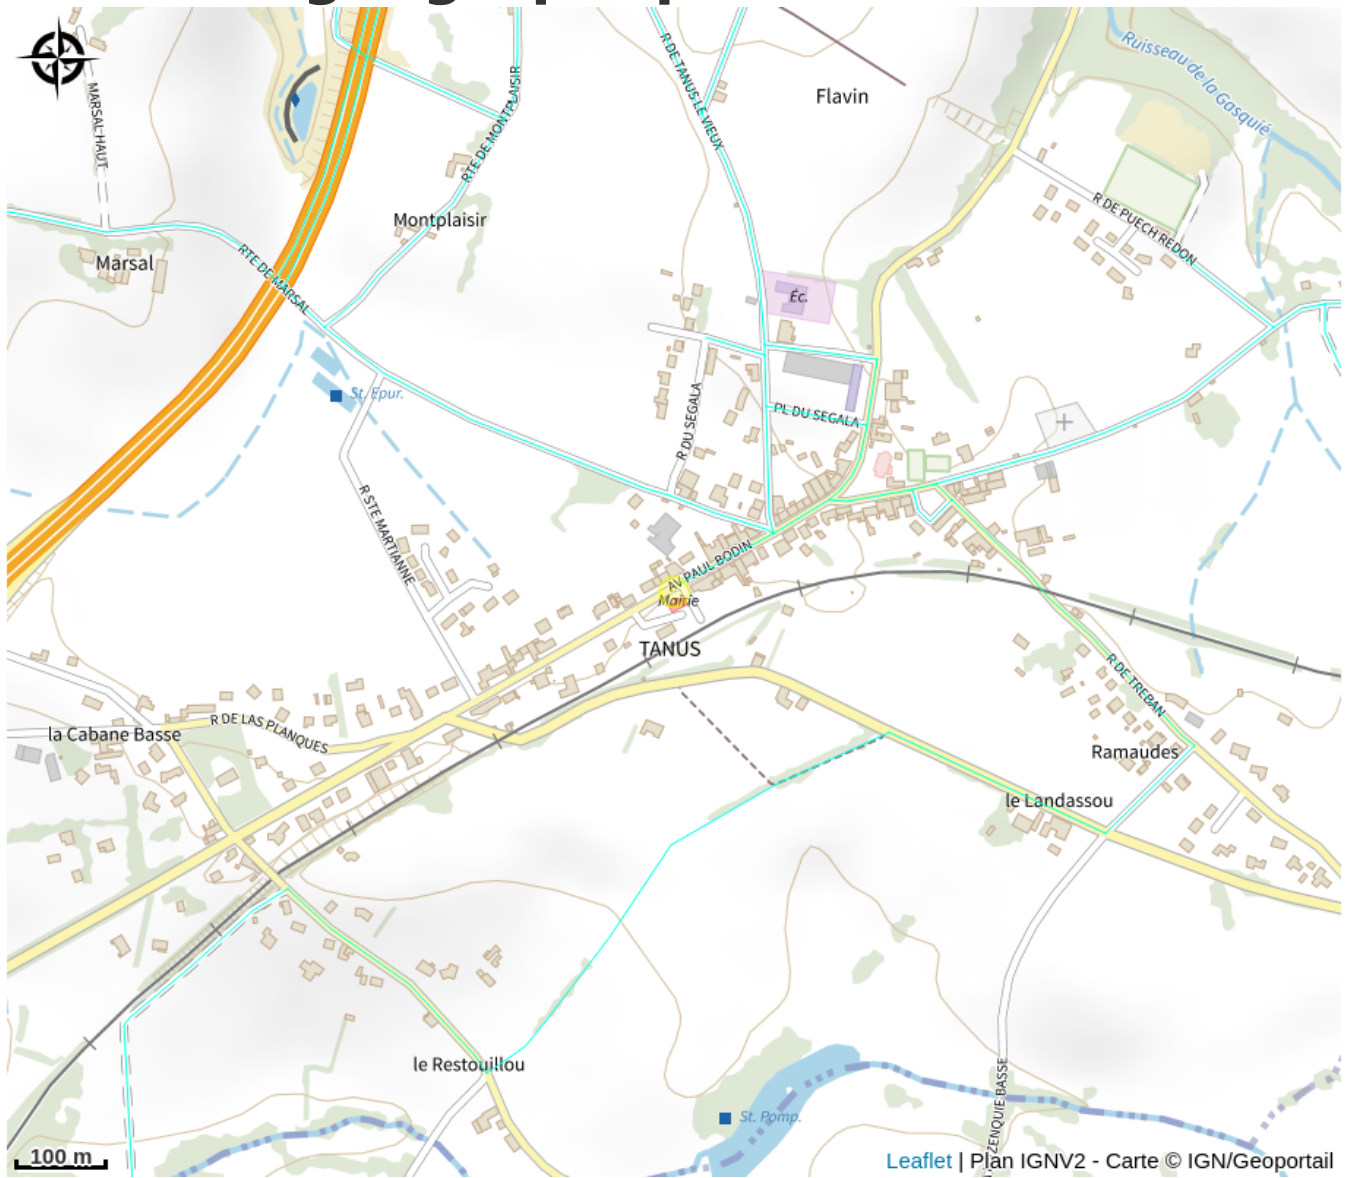 Flavin
Ruisseau de la Gasquié
R DE TANUS LE VIEUX
RTE DE MONTPLAISIR
MARSAL HAUT
Montplaisir
R DE PUECH REDON
Marsal
RTE DE MARSAL
Éc.
St. Epur.
R DU SEGALA
PL DU SEGALA
R STE MARTIANNE
AV PAUL BODIN
Mairie
TANUS
R DE TREBAN
R DE LAS PLANQUES
la Cabane Basse
Ramaudes
le Landassou
le Restouillou
ZENQUIE BASSE
St. Pomp.
100 m
Leaflet | Plan IGNV2 - Carte © IGN/Geoportail